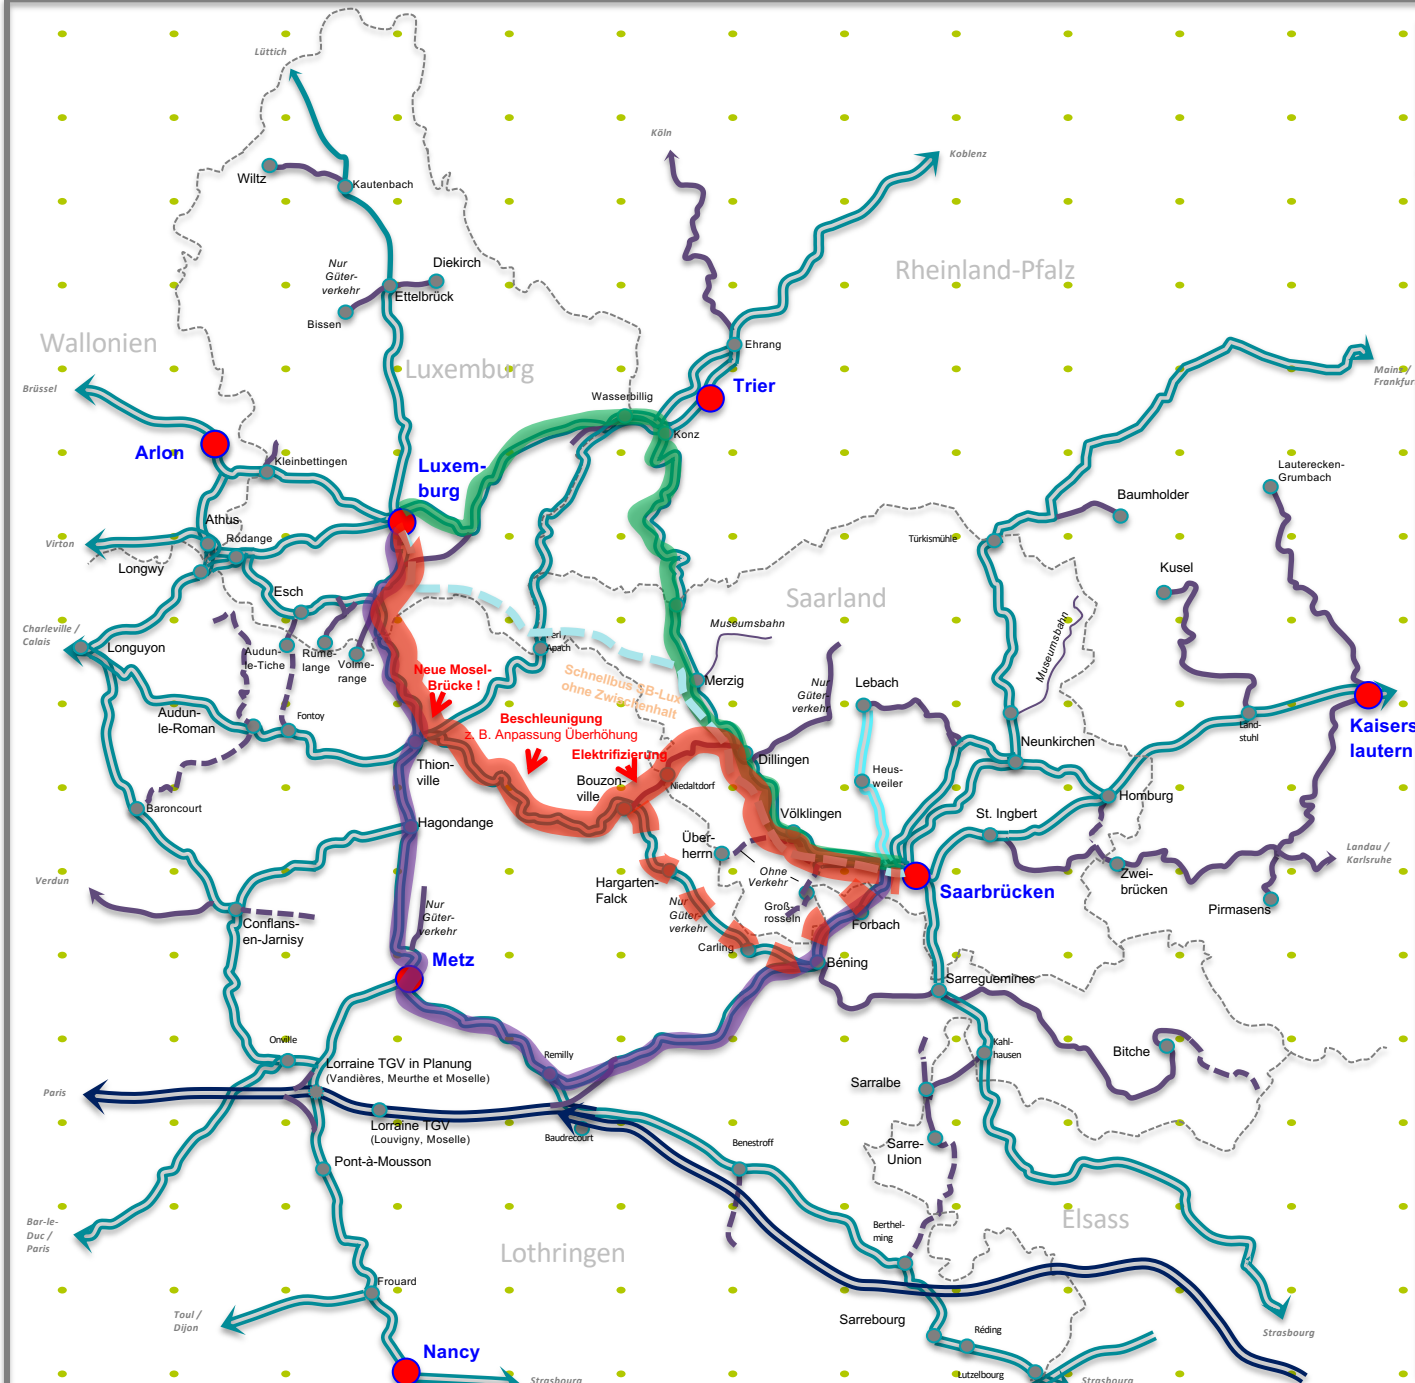 Lüttich
Köln
Koblenz
Wiltz
Kautenbach
Diekirch
Nur
Güter-
verkehr
Ettelbrück
Bissen
Rheinland-Pfalz
Wallonien
Luxemburg
Ehrang
Brüssel
Trier
Mainz /
Frankfur
Wasserbillig
Konz
Arlon
Kleinbettingen
Luxem-
burg
Lauterecken-
Grumbach
Baumholder
Athus
Rodange
Virton
Longwy
Türkismühle
Kusel
Esch
Saarland
Museumsbahn
Museumsbahn
Charleville /
Calais
Longuyon
Audun-
le-Tiche
Rume-
lange
Volme-
range
Perl
Apach
Neue Mosel-
Brücke !
Schnellbus SB-Lux
ohne Zwischenhalt
Merzig
Nur
Güter-
verkehr
Lebach
Audun-
le-Roman
Fontoy
Beschleunigung
z. B. Anpassung Überhöhung
Elektrifizierung
Land-
stuhl
Kaisers
lautern
Neunkirchen
Thion-
ville
Bouzon-
ville
Niedaltdorf
Dillingen
Heus-
weiler
Homburg
Baroncourt
Hagondange
Völklingen
St. Ingbert
Über-
herrn
Ohne
Verkehr
Landau /
Karlsruhe
Verdun
Hargarten-
Falck
Saarbrücken
Zwei-
brücken
Nur
Güter-
verkehr
Nur
Güter-
verkehr
Groß-
rosseln
Pirmasens
Conflans-
en-Jarnisy
Forbach
Carling
Metz
Béning
Sarreguemines
Onville
Remilly
Kahl-
hausen
Bitche
Lorraine TGV in Planung
(Vandières, Meurthe et Moselle)
Sarralbe
Paris
Lorraine TGV
(Louvigny, Moselle)
Baudrecourt
Benestroff
Sarre-
Union
Pont-à-Mousson
Bar-le-
Duc /
Paris
Lothringen
Berthel-
ming
Elsass
Frouard
Toul /
Dijon
Sarrebourg
Réding
Strasbourg
Nancy
Lutzelbourg
Strasbourg
Strasbourg